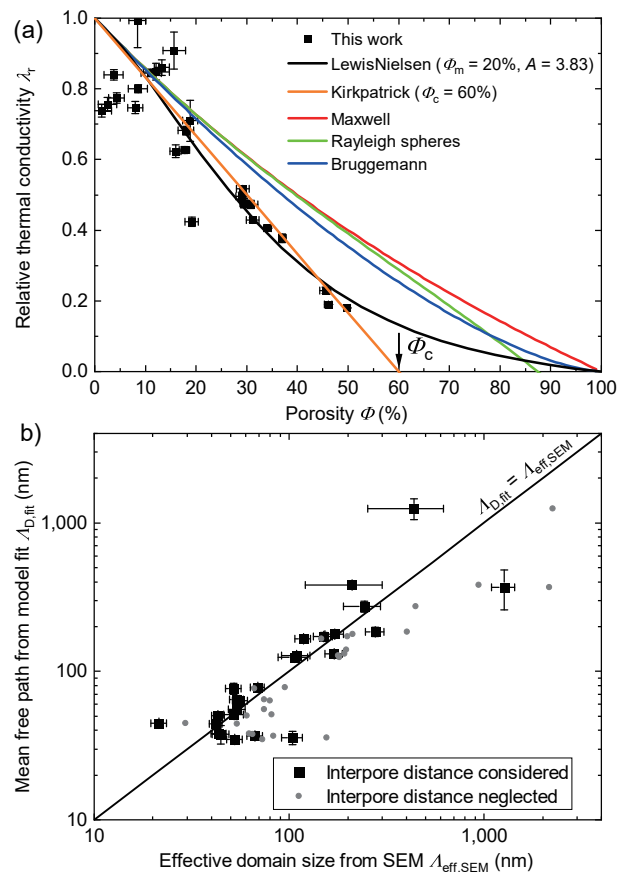 (a)
This work
LewisNielsen (Φm = 20%, A = 3.83)
Kirkpatrick (Φc = 60%)
Maxwell
Rayleigh spheres
Bruggemann
Relative thermal conductivity λr
1.0
0.8
0.6
0.4
0.2
0.0
Φc
0 10 20 30 40 50 60 70 80 90 100
Porosity Φ (%)
b)
Mean free path from model fit ΛD,fit (nm)
1,000
100
10
ΛD,fit = Λeff,SEM
Interpore distance considered
Interpore distance neglected
10 100 1,000
Effective domain size from SEM Λeff,SEM (nm)